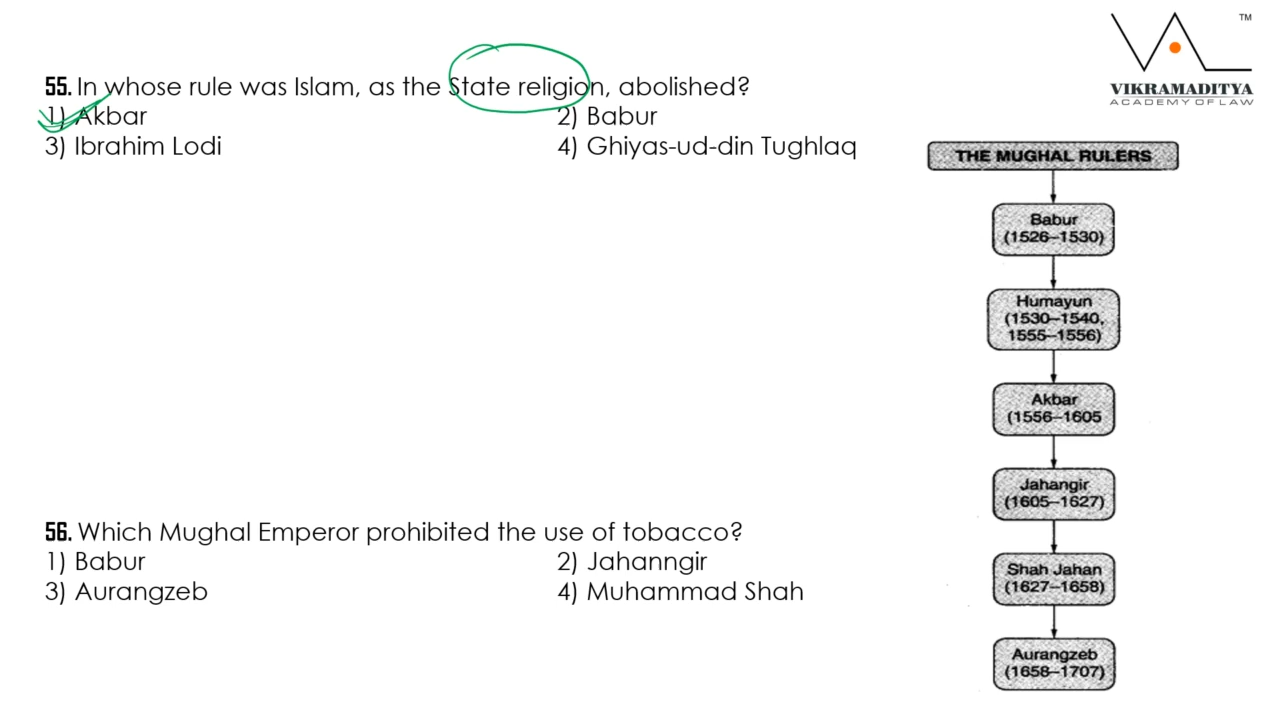 TM
VIKRAMADITYA
ACADEMY OF LAW
55. In whose rule was Islam, as the State religion, abolished?
1) Akbar 2) Babur
3) Ibrahim Lodi 4) Ghiyas-ud-din Tughlaq
THE MUGHAL RULERS
Babur
(1526–1530)
Humayun
(1530–1540,
1555–1556)
Akbar
(1556–1605
Jahangir
(1605–1627)
Shah Jahan
(1627–1658)
Aurangzeb
(1658–1707)
56. Which Mughal Emperor prohibited the use of tobacco?
1) Babur 2) Jahanngir
3) Aurangzeb 4) Muhammad Shah